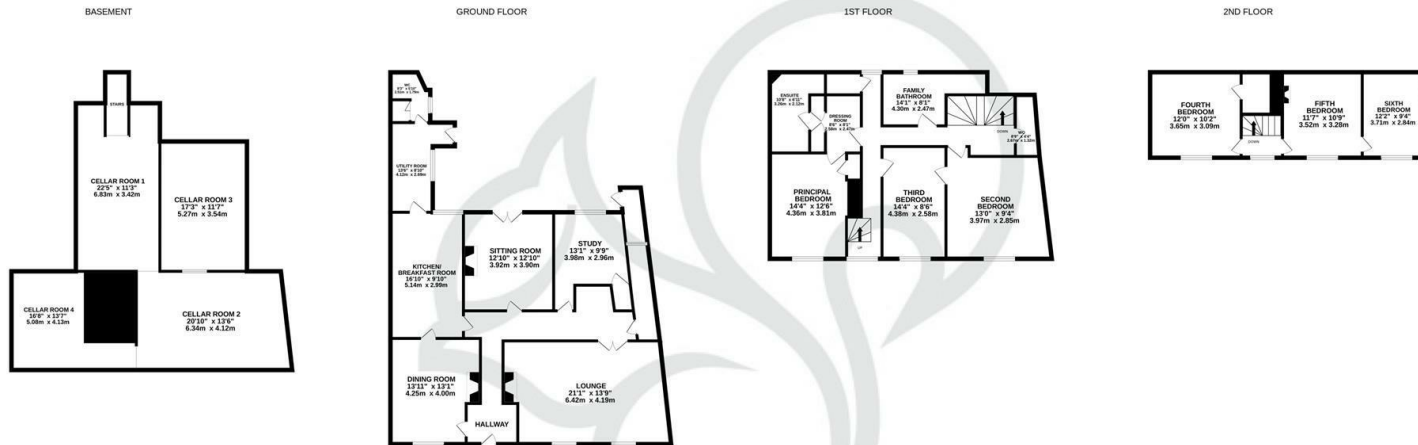 BASEMENT
STAIRS
CELLAR ROOM 1
22'5" x 11'3"
6.83m x 3.42m
CELLAR ROOM 3
17'3" x 11'7"
5.27m x 3.54m
CELLAR ROOM 4
16'8" x 13'7"
5.08m x 4.13m
CELLAR ROOM 2
20'10" x 13'6"
6.34m x 4.12m
GROUND FLOOR
WC
UTILITY ROOM
KITCHEN/
BREAKFAST ROOM
16'10" x 9'10"
5.14m x 2.99m
SITTING ROOM
12'10" x 12'10"
3.92m x 3.90m
STUDY
13'1" x 9'9"
3.98m x 2.96m
DINING ROOM
13'11" x 13'1"
4.25m x 4.00m
LOUNGE
21'1" x 13'9"
6.42m x 4.19m
HALLWAY
1ST FLOOR
ENSUITE
DRESSING
ROOM
FAMILY
BATHROOM
14'1" x 8'1"
4.30m x 2.47m
DOWN
WC
PRINCIPAL
BEDROOM
14'4" x 12'6"
4.36m x 3.81m
THIRD
BEDROOM
14'4" x 8'6"
4.38m x 2.58m
SECOND
BEDROOM
13'0" x 9'4"
3.97m x 2.85m
UP
2ND FLOOR
FOURTH
BEDROOM
12'0" x 10'2"
3.65m x 3.09m
DOWN
FIFTH
BEDROOM
11'7" x 10'9"
3.52m x 3.28m
SIXTH
BEDROOM
12'2" x 9'4"
3.71m x 2.84m